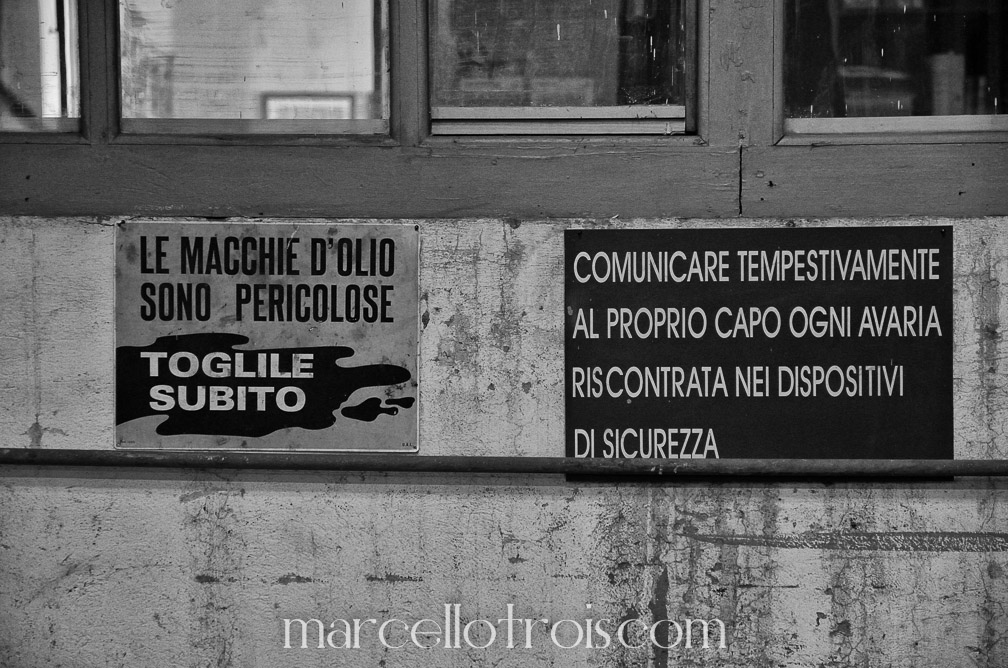 LE MACCHIE D'OLIO
SONO PERICOLOSE
TOGLILE
SUBITO
COMUNICARE TEMPESTIVAMENTE
AL PROPRIO CAPO OGNI AVARIA
RISCONTRATA NEI DISPOSITIVI
DI SICUREZZA
marcellotrois.com